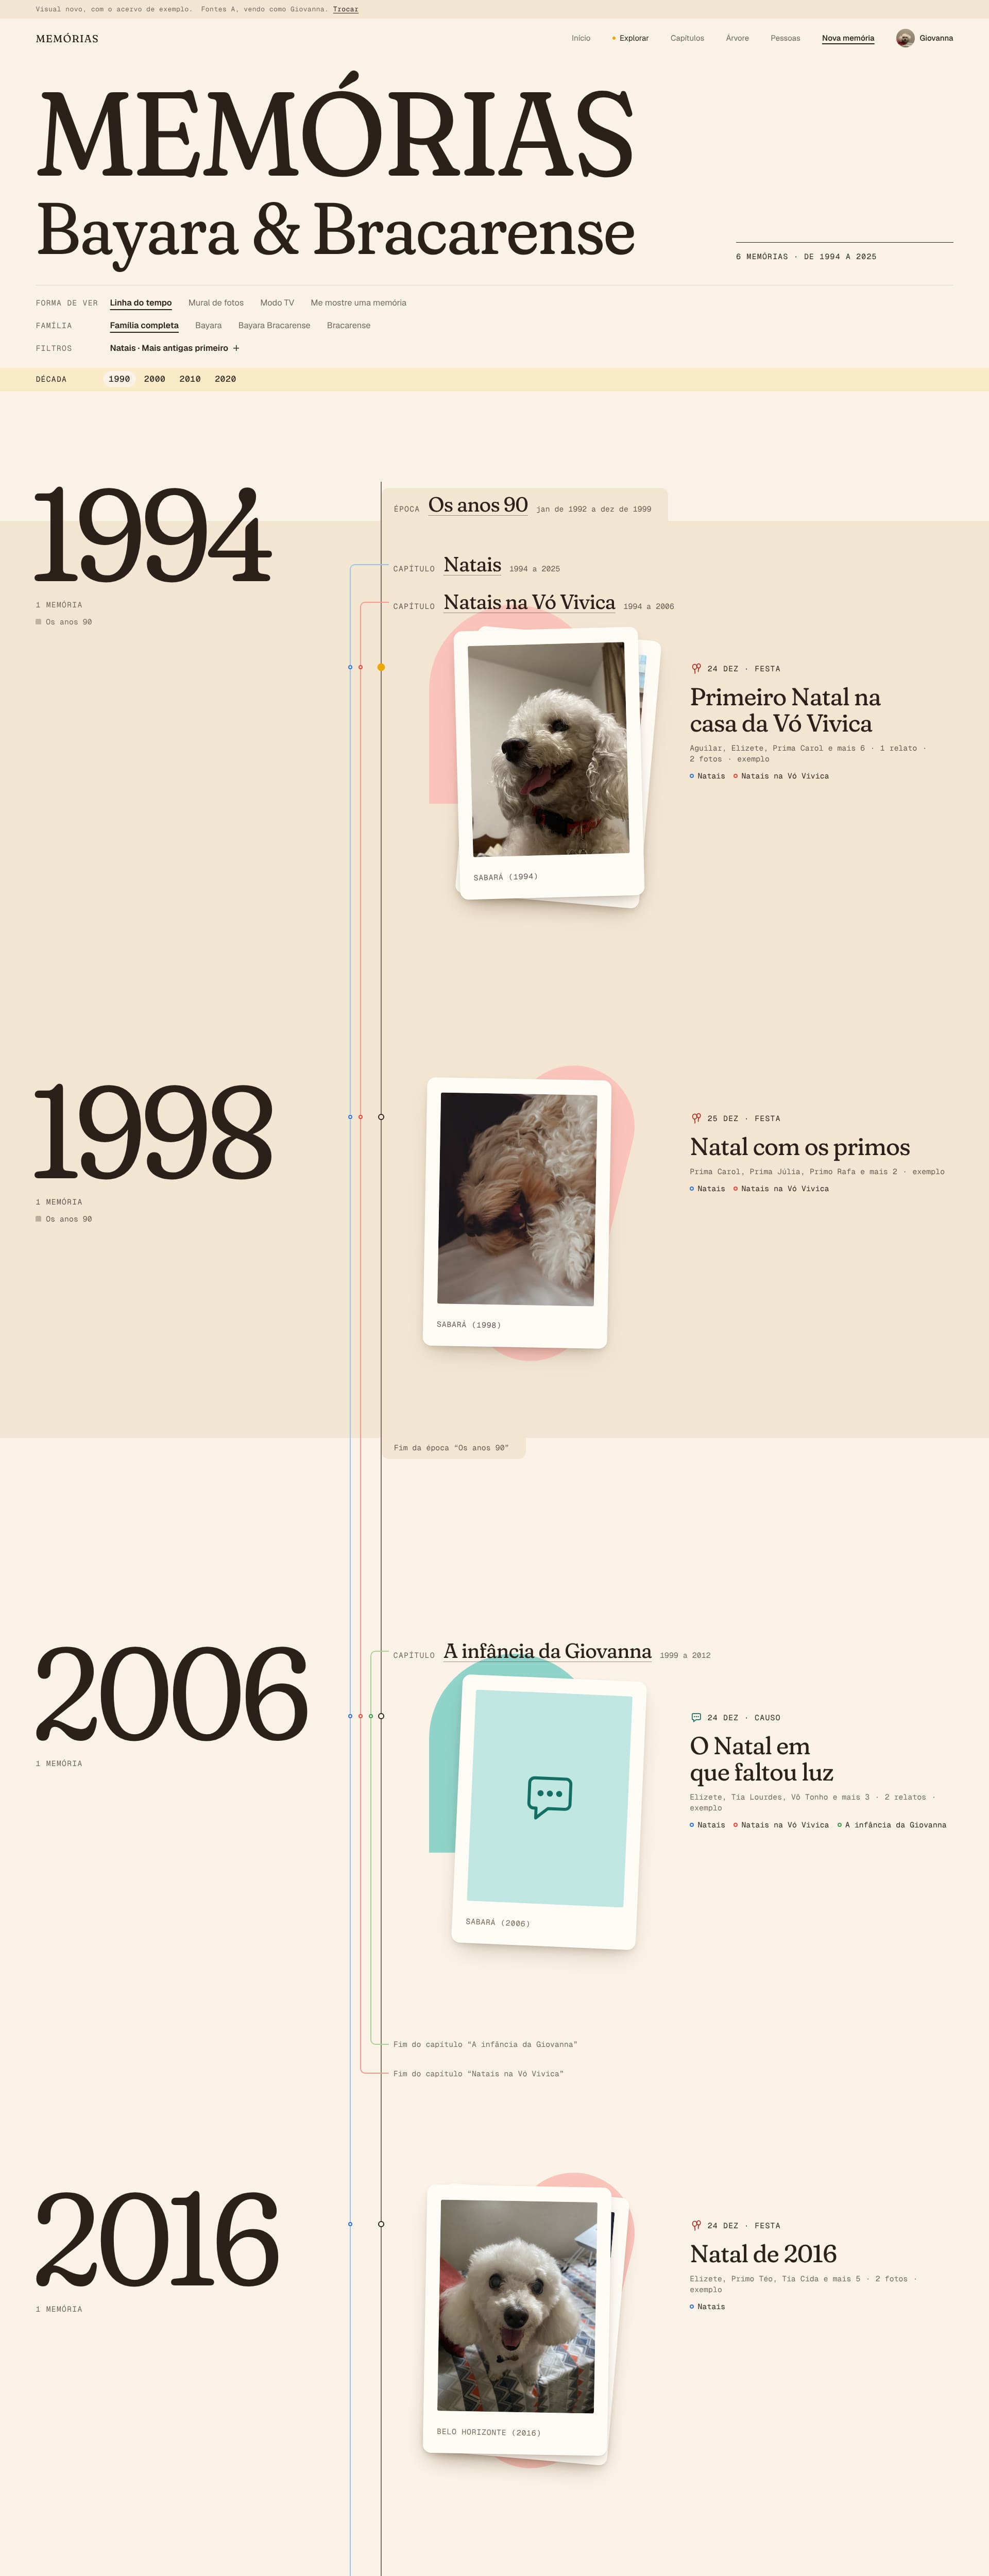 Visual novo, com o acervo de exemplo. Fontes A, vendo como Giovanna. Trocar
MEMÓRIAS
Início Explorar Capítulos Árvore Pessoas Nova memória Giovanna
MEMÓRIAS
Bayara & Bracarense
6 MEMÓRIAS · DE 1994 A 2025
FORMA DE VER Linha do tempo Mural de fotos Modo TV Me mostre uma memória
FAMÍLIA Família completa Bayara Bayara Bracarense Bracarense
FILTROS Natais · Mais antigas primeiro +
DÉCADA 1990 2000 2010 2020
1994
1 MEMÓRIA
Os anos 90
ÉPOCA Os anos 90 jan de 1992 a dez de 1999
CAPÍTULO Natais 1994 a 2025
CAPÍTULO Natais na Vó Vivica 1994 a 2006
SABARÁ (1994)
24 DEZ · FESTA
Primeiro Natal na
casa da Vó Vivica
Aguilar, Elizete, Prima Carol e mais 6 · 1 relato ·
2 fotos · exemplo
Natais Natais na Vó Vivica
1998
1 MEMÓRIA
Os anos 90
SABARÁ (1998)
25 DEZ · FESTA
Natal com os primos
Prima Carol, Prima Júlia, Primo Rafa e mais 2 · exemplo
Natais Natais na Vó Vivica
Fim da época “Os anos 90”
2006
1 MEMÓRIA
CAPÍTULO A infância da Giovanna 1999 a 2012
SABARÁ (2006)
24 DEZ · CAUSO
O Natal em
que faltou luz
Elizete, Tia Lourdes, Vô Tonho e mais 3 · 2 relatos ·
exemplo
Natais Natais na Vó Vivica A infância da Giovanna
Fim do capítulo “A infância da Giovanna”
Fim do capítulo “Natais na Vó Vivica”
2016
1 MEMÓRIA
BELO HORIZONTE (2016)
24 DEZ · FESTA
Natal de 2016
Elizete, Primo Téo, Tia Cida e mais 5 · 2 fotos ·
exemplo
Natais